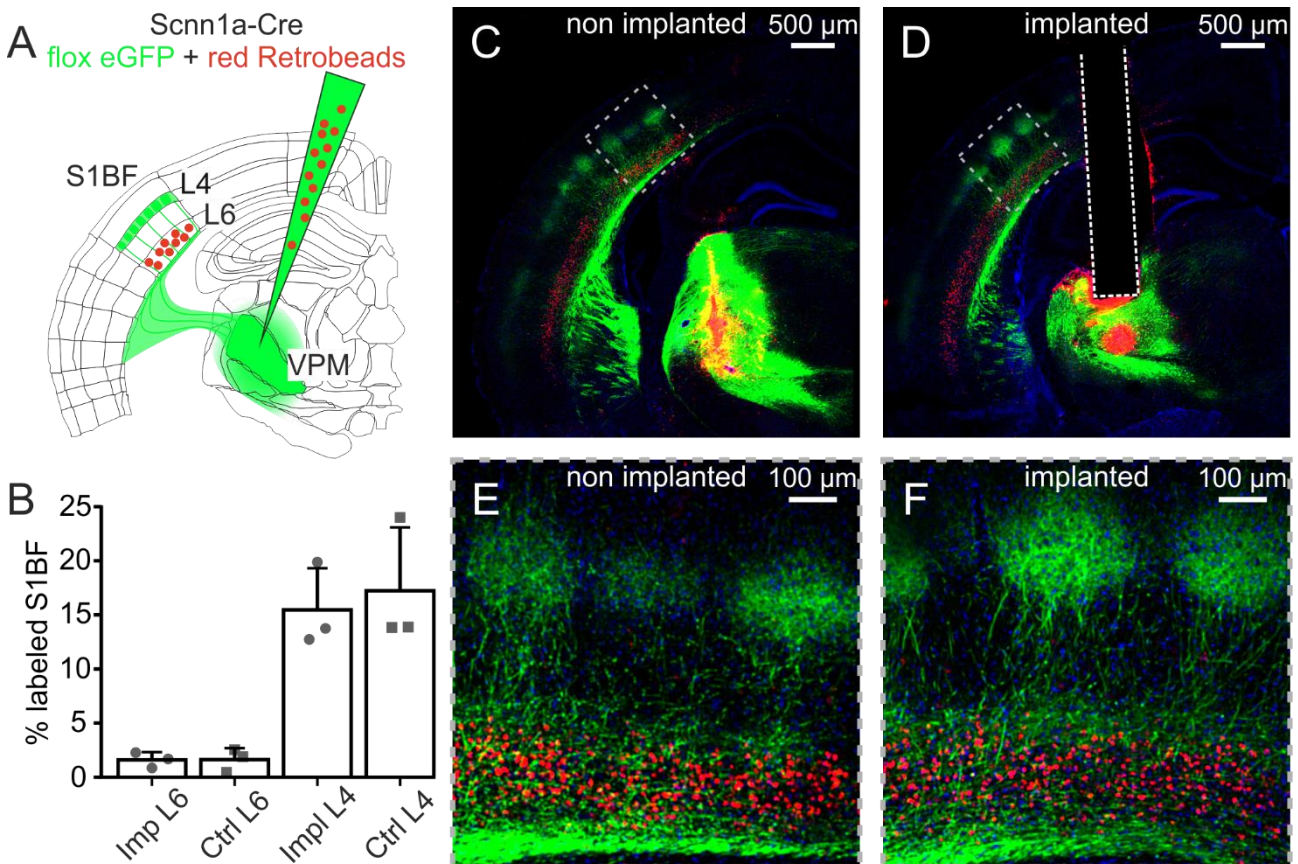 A
Scnn1a-Cre
flox eGFP + red Retrobeads
S1BF
L4
L6
VPM
B
% labeled S1BF
25
20
15
10
5
0
Imp L6
Ctrl L6
Impl L4
Ctrl L4
C
non implanted
500 µm
D
implanted
500 µm
E
non implanted
100 µm
F
implanted
100 µm